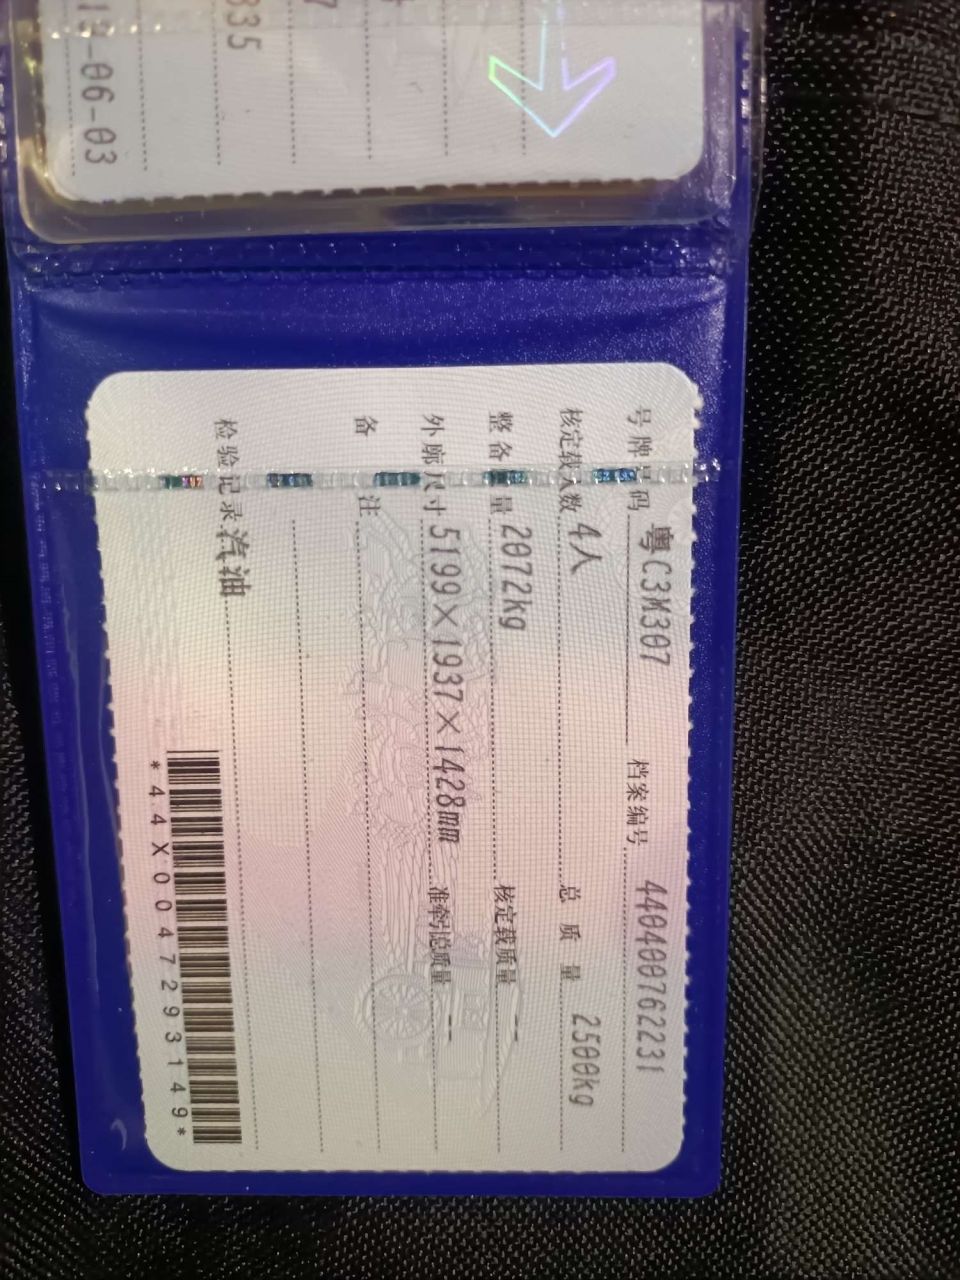 335
13-06-03
号牌号码 粤C3M307 档案编号 440400762231
核定载人数 4人 总质量 2500kg
整备质量 2072kg 核定载质量 --
外廓尺寸 5199×1937×1428mm 准牵引总质量 --
备注
检验记录 汽油
*44X0047293149*